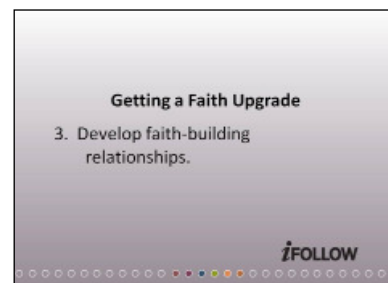 Getting a Faith Upgrade
3. Develop faith-building
relationships.
iFOLLOW